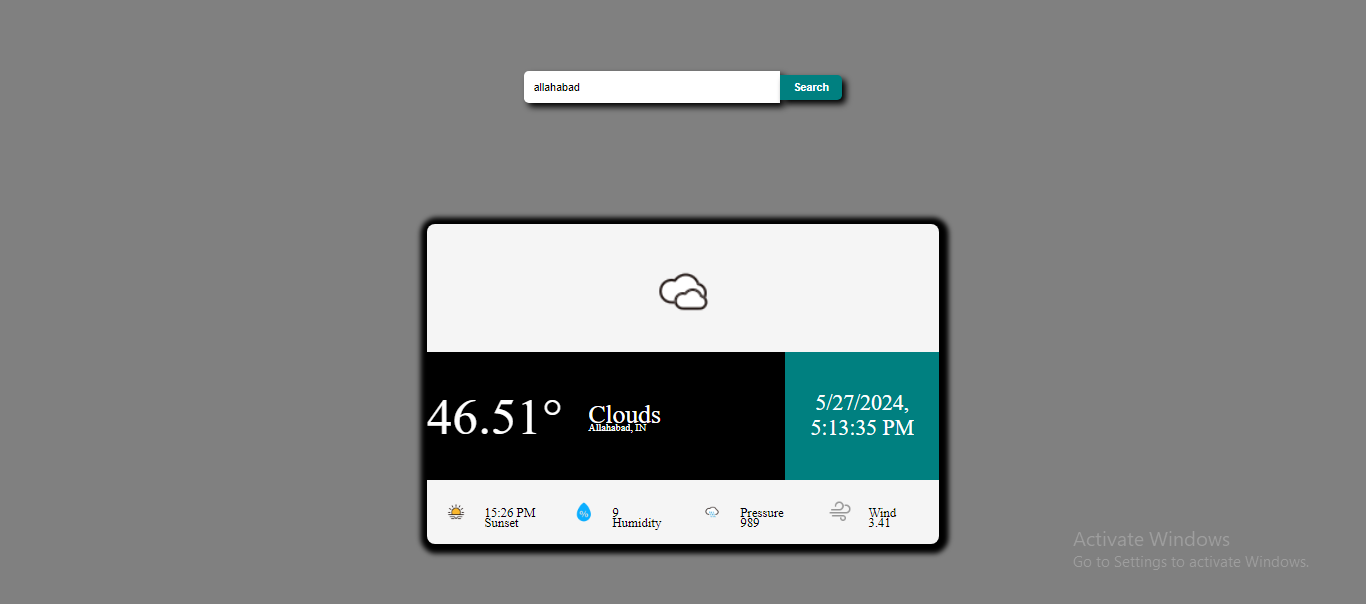 allahabad
Search
46.51°
Clouds
Allahabad, IN
5/27/2024,
5:13:35 PM
15:26 PM
Sunset
%
9
Humidity
Pressure
989
Wind
3.41
Activate Windows
Go to Settings to activate Windows.